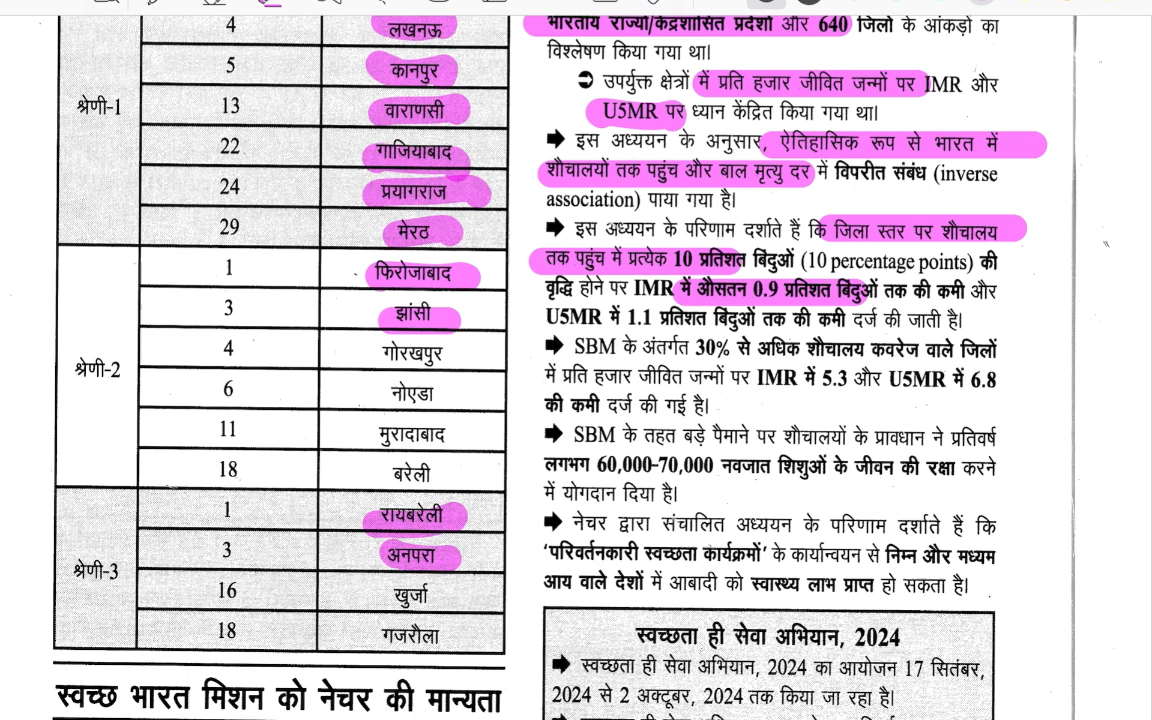 श्रेणी-1
4 लखनऊ
5 कानपुर
13 वाराणसी
22 गाजियाबाद
24 प्रयागराज
29 मेरठ
श्रेणी-2
1 फिरोजाबाद
3 झांसी
4 गोरखपुर
6 नोएडा
11 मुरादाबाद
18 बरेली
श्रेणी-3
1 रायबरेली
3 अनपरा
16 खुर्जा
18 गजरौला
स्वच्छ भारत मिशन को नेचर की मान्यता
भारतीय राज्यों/केंद्रशासित प्रदेशों और 640 जिलों के आंकड़ों का
विश्लेषण किया गया था।
➲ उपर्युक्त क्षेत्रों में प्रति हजार जीवित जन्मों पर IMR और
U5MR पर ध्यान केंद्रित किया गया था।
➡ इस अध्ययन के अनुसार, ऐतिहासिक रूप से भारत में
शौचालयों तक पहुंच और बाल मृत्यु दर में विपरीत संबंध (inverse
association) पाया गया है।
➡ इस अध्ययन के परिणाम दर्शाते हैं कि जिला स्तर पर शौचालय
तक पहुंच में प्रत्येक 10 प्रतिशत बिंदुओं (10 percentage points) की
वृद्धि होने पर IMR में औसतन 0.9 प्रतिशत बिंदुओं तक की कमी और
U5MR में 1.1 प्रतिशत बिंदुओं तक की कमी दर्ज की जाती है।
➡ SBM के अंतर्गत 30% से अधिक शौचालय कवरेज वाले जिलों
में प्रति हजार जीवित जन्मों पर IMR में 5.3 और U5MR में 6.8
की कमी दर्ज की गई है।
➡ SBM के तहत बड़े पैमाने पर शौचालयों के प्रावधान ने प्रतिवर्ष
लगभग 60,000-70,000 नवजात शिशुओं के जीवन की रक्षा करने
में योगदान दिया है।
➡ नेचर द्वारा संचालित अध्ययन के परिणाम दर्शाते हैं कि
'परिवर्तनकारी स्वच्छता कार्यक्रमों' के कार्यान्वयन से निम्न और मध्यम
आय वाले देशों में आबादी को स्वास्थ्य लाभ प्राप्त हो सकता है।
स्वच्छता ही सेवा अभियान, 2024
➡ स्वच्छता ही सेवा अभियान, 2024 का आयोजन 17 सितंबर,
2024 से 2 अक्टूबर, 2024 तक किया जा रहा है।